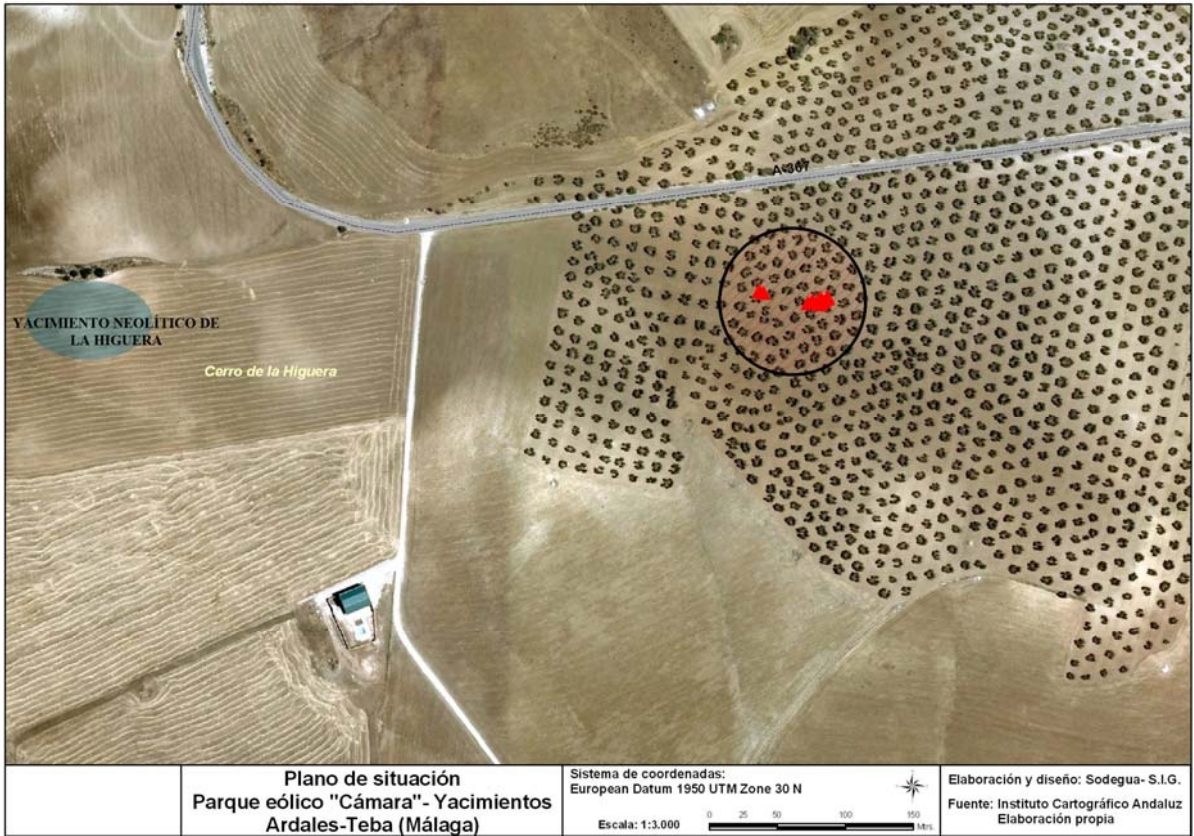 A-367
YACIMIENTO NEOLÍTICO DE
LA HIGUERA
Cerro de la Higuera
Plano de situación
Parque eólico "Cámara"- Yacimientos
Ardales-Teba (Málaga)
Sistema de coordenadas:
European Datum 1950 UTM Zone 30 N
Escala: 1:3.000
0 25 50 100 150
Mtrs.
Elaboración y diseño: Sodegua- S.I.G.
Fuente: Instituto Cartográfico Andaluz
Elaboración propia